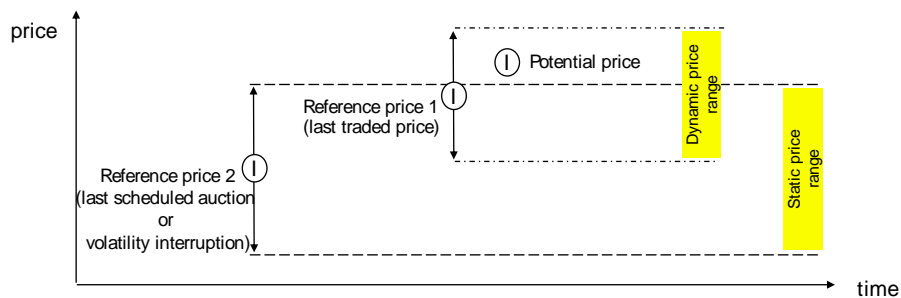 price
Potential price
Dynamic price
range
Reference price 1
(last traded price)
Static price
range
Reference price 2
(last scheduled auction
or
volatility interruption)
time